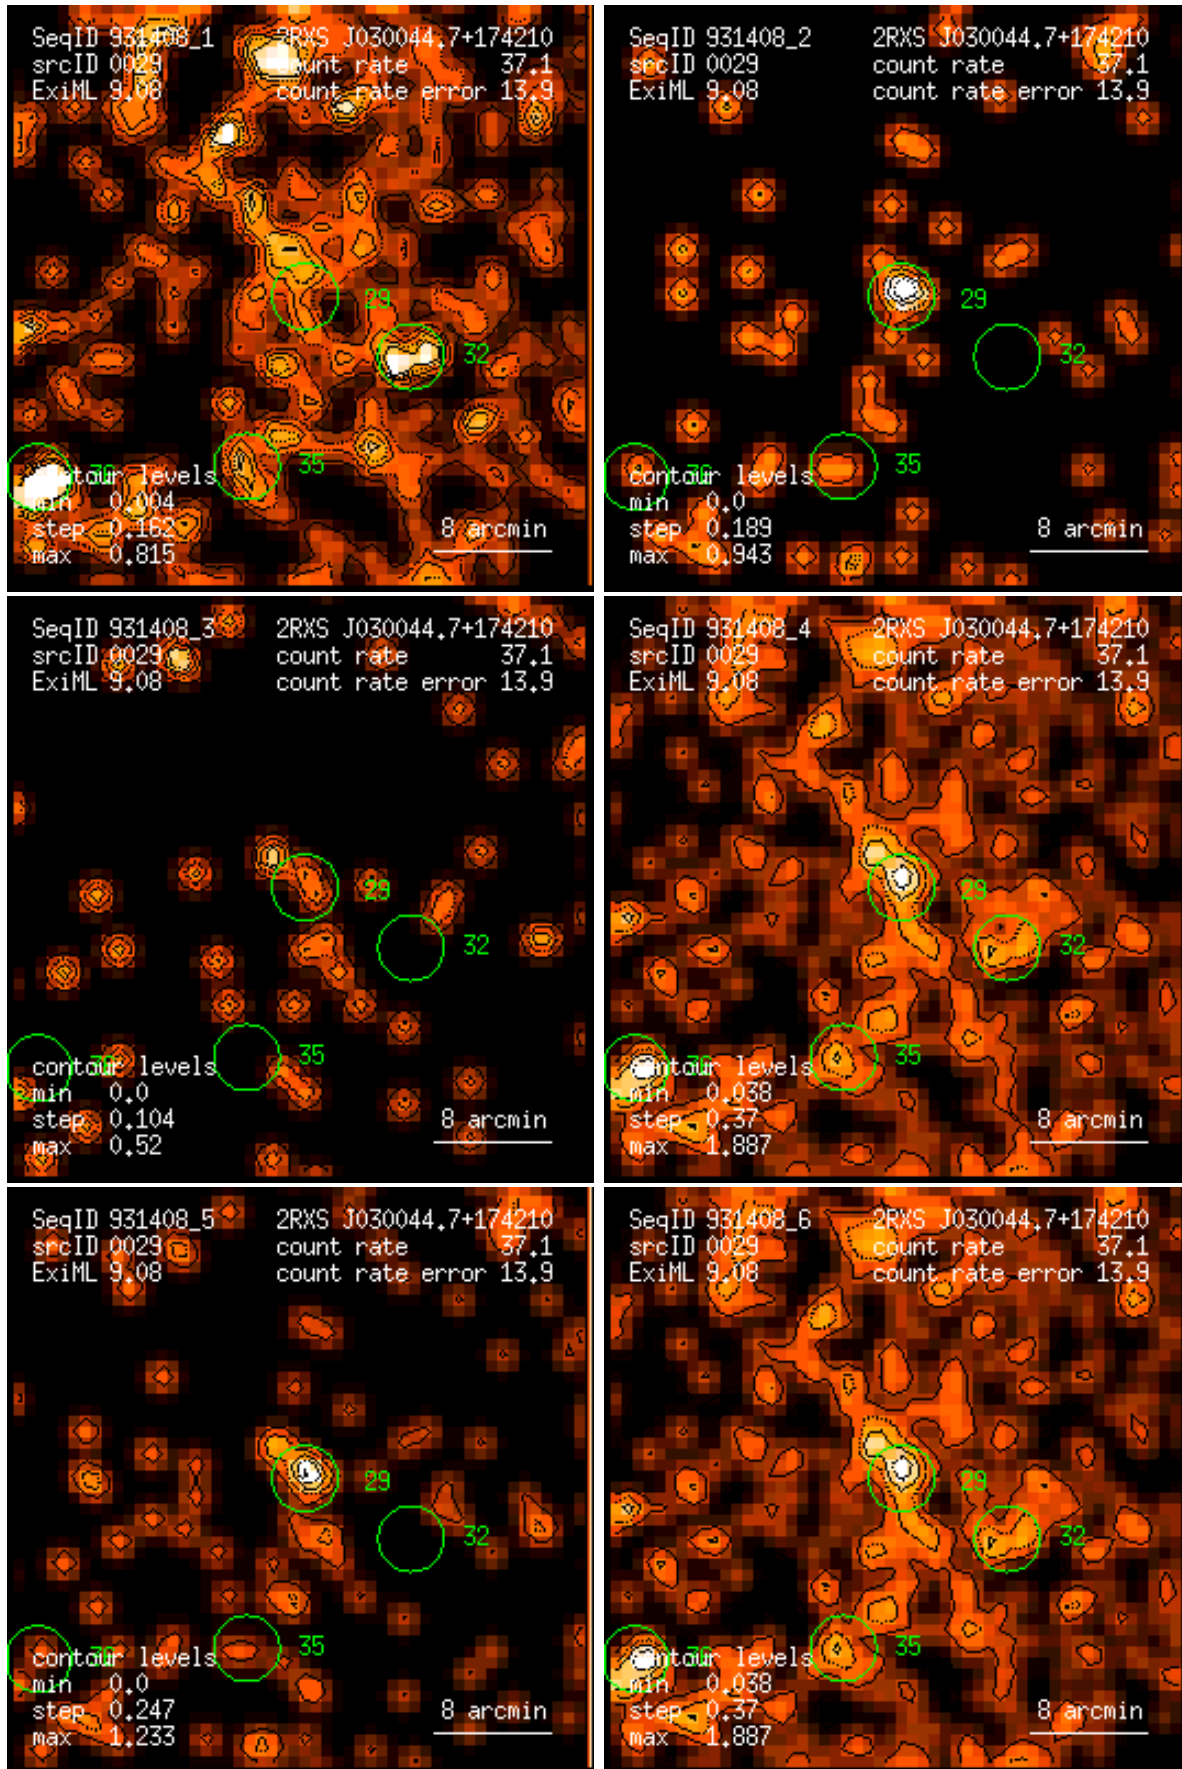 SeqID 931408_1 2RXS J030044.7+174210
srcID 0029 count rate 37.1
ExiML 9.08 count rate error 13.9
29
32
35
contour levels
min 0.004
step 0.162
max 0.815
8 arcmin
SeqID 931408_2 2RXS J030044.7+174210
srcID 0029 count rate 37.1
ExiML 9.08 count rate error 13.9
29
32
35
contour levels
min 0.0
step 0.189
max 0.943
8 arcmin
SeqID 931408_3 2RXS J030044.7+174210
srcID 0029 count rate 37.1
ExiML 9.08 count rate error 13.9
29
32
35
contour levels
min 0.0
step 0.104
max 0.52
8 arcmin
SeqID 931408_4 2RXS J030044.7+174210
srcID 0029 count rate 37.1
ExiML 9.08 count rate error 13.9
29
32
35
contour levels
min 0.038
step 0.37
max 1.887
8 arcmin
SeqID 931408_5 2RXS J030044.7+174210
srcID 0029 count rate 37.1
ExiML 9.08 count rate error 13.9
29
32
35
contour levels
min 0.0
step 0.247
max 1.233
8 arcmin
SeqID 931408_6 2RXS J030044.7+174210
srcID 0029 count rate 37.1
ExiML 9.08 count rate error 13.9
29
32
35
contour levels
min 0.038
step 0.37
max 1.887
8 arcmin